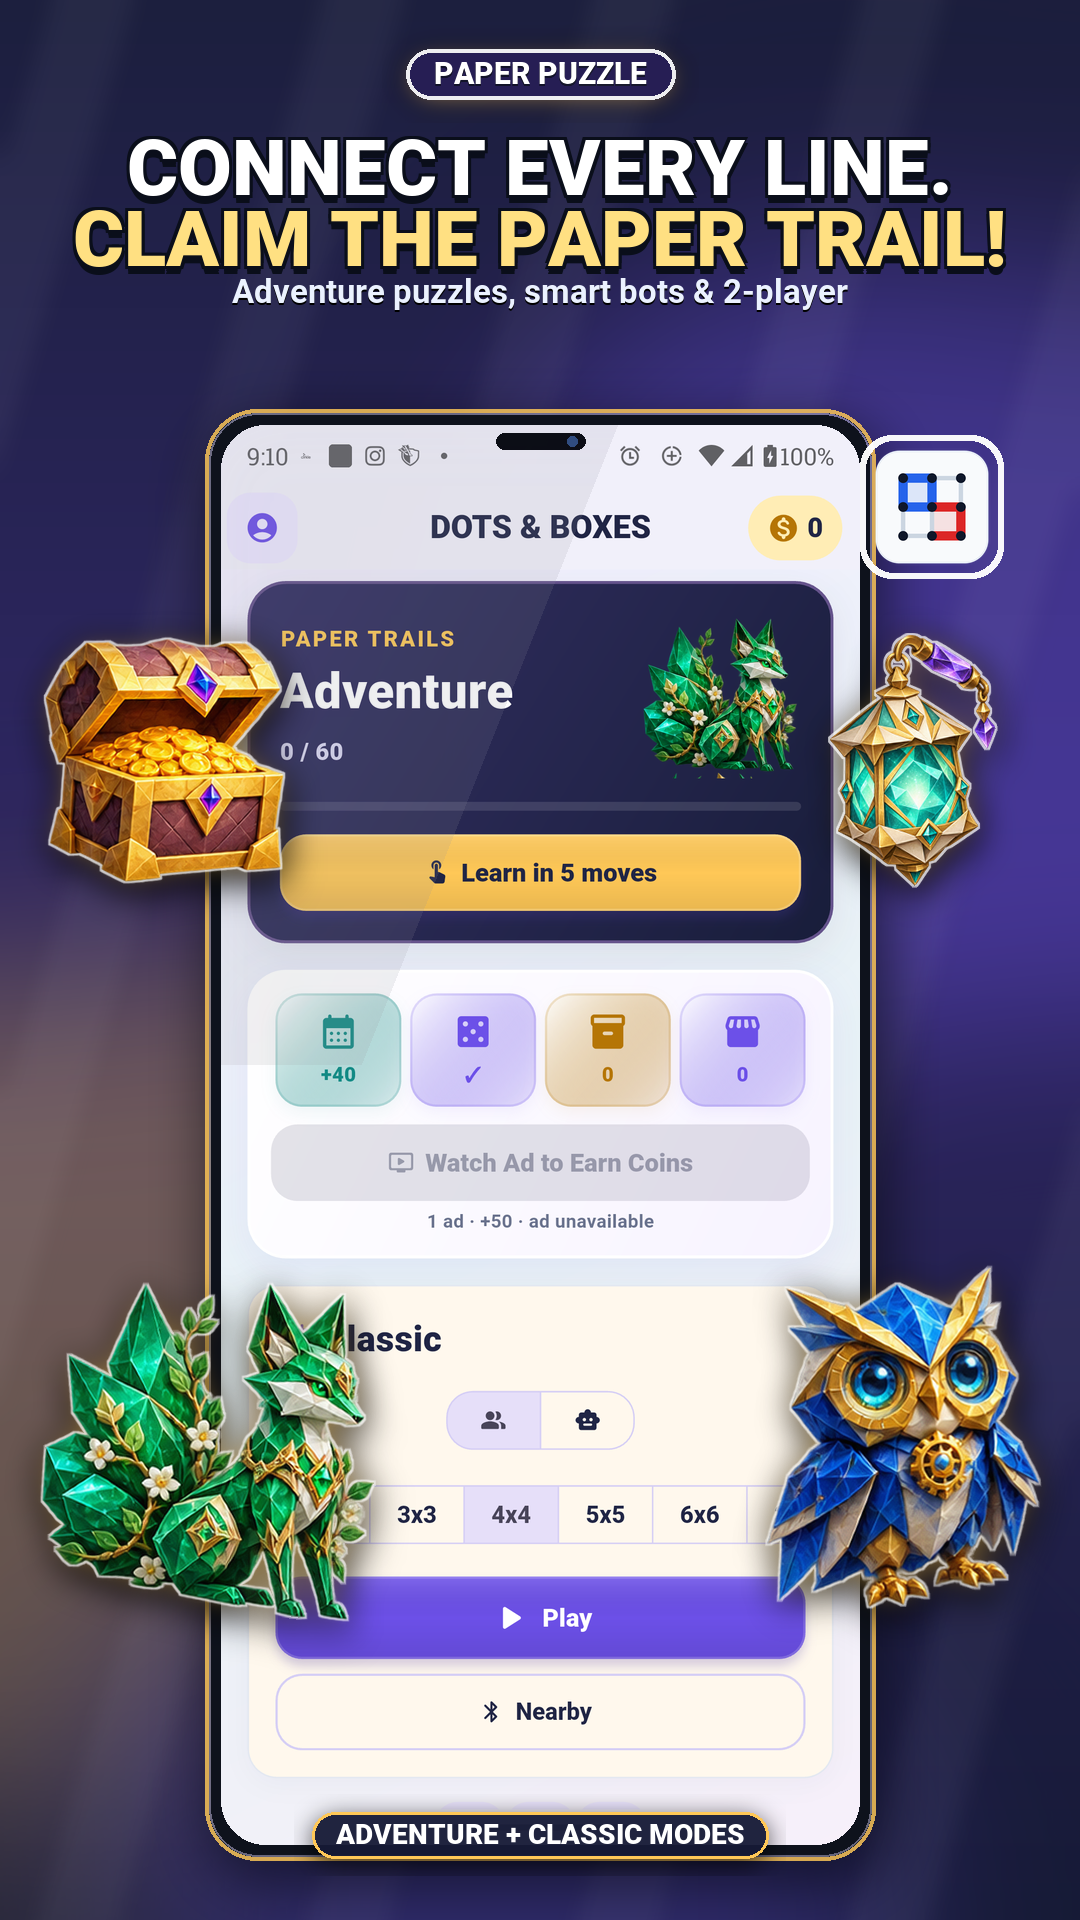 PAPER PUZZLE
CONNECT EVERY LINE.
CLAIM THE PAPER TRAIL!
Adventure puzzles, smart bots & 2-player
9:10
100%
DOTS & BOXES
0
PAPER TRAILS
Adventure
0 / 60
Learn in 5 moves
+40
✓
0
0
Watch Ad to Earn Coins
1 ad · +50 · ad unavailable
lassic
3x3
4x4
5x5
6x6
Play
Nearby
ADVENTURE + CLASSIC MODES